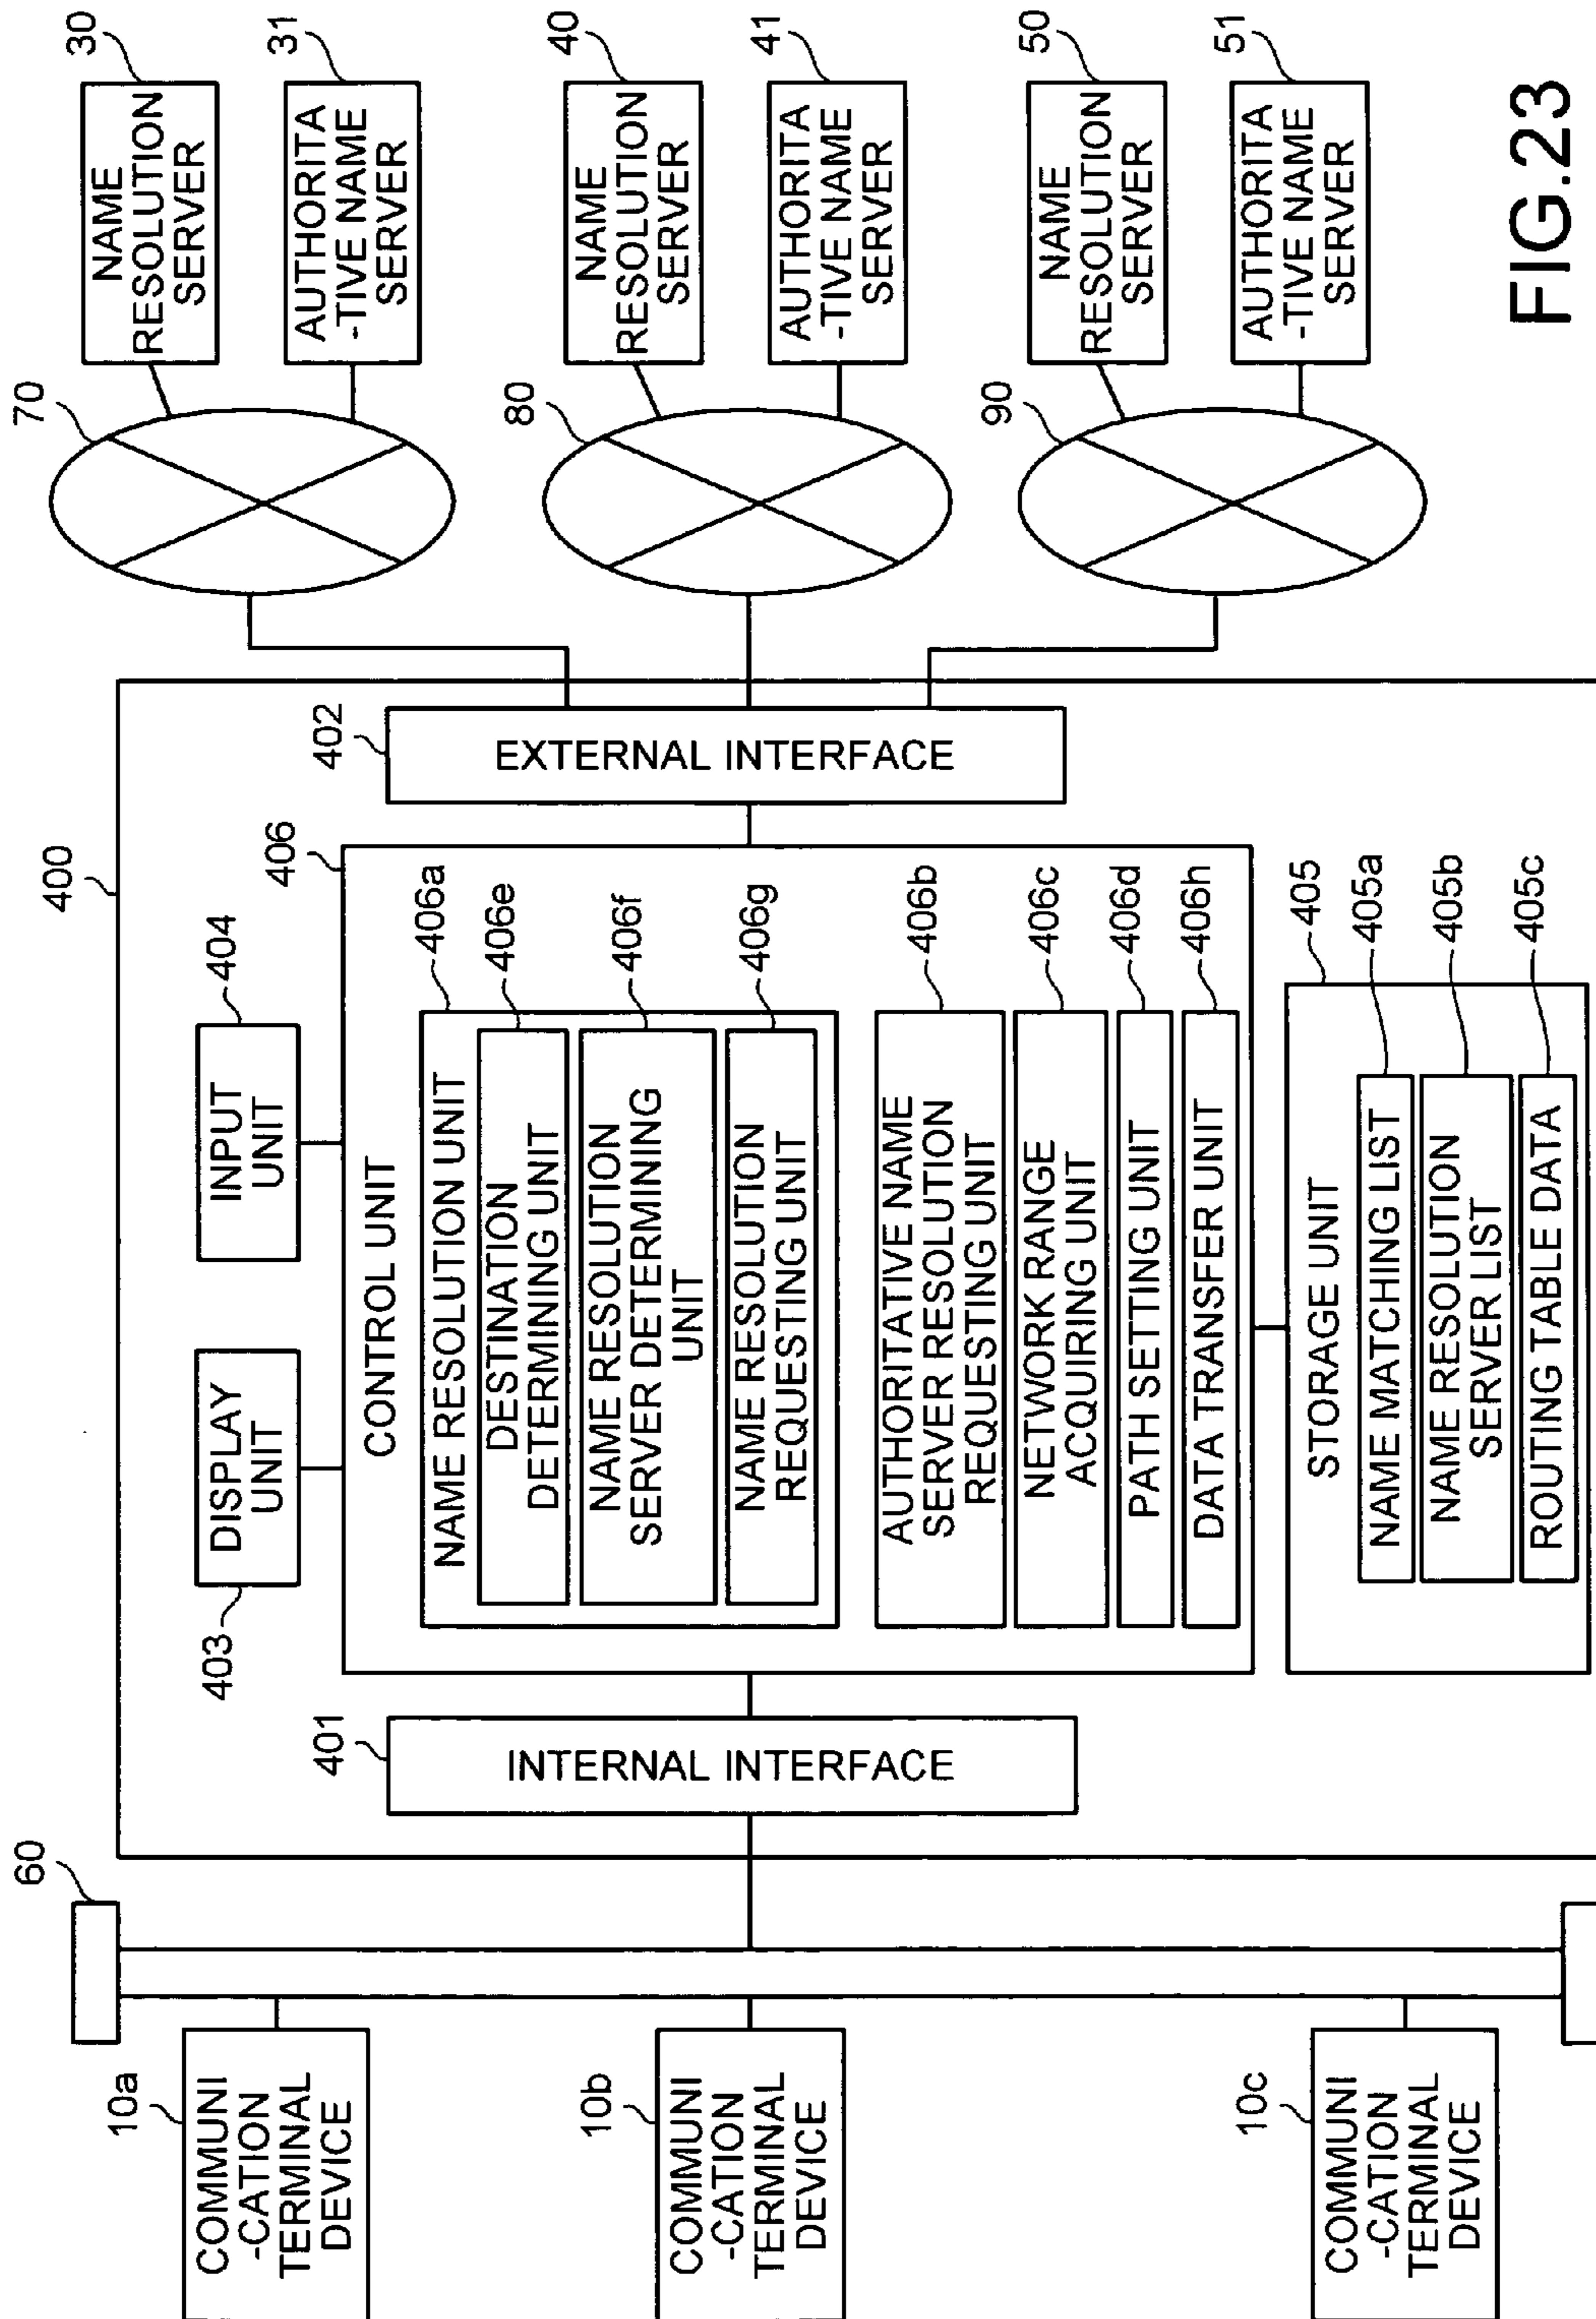 10a
COMMUNI
-CATION
TERMINAL
DEVICE
10b
COMMUNI
-CATION
TERMINAL
DEVICE
10c
COMMUNI
-CATION
TERMINAL
DEVICE
60
400
401
INTERNAL INTERFACE
403
DISPLAY
UNIT
404
INPUT
UNIT
406
CONTROL UNIT
406a
NAME RESOLUTION UNIT
406e
DESTINATION
DETERMINING UNIT
406f
NAME RESOLUTION
SERVER DETERMINING
UNIT
406g
NAME RESOLUTION
REQUESTING UNIT
406b
AUTHORITATIVE NAME
SERVER RESOLUTION
REQUESTING UNIT
406c
NETWORK RANGE
ACQUIRING UNIT
406d
PATH SETTING UNIT
406h
DATA TRANSFER UNIT
405
STORAGE UNIT
405a
NAME MATCHING LIST
405b
NAME RESOLUTION
SERVER LIST
405c
ROUTING TABLE DATA
402
EXTERNAL INTERFACE
70
30
NAME
RESOLUTION
SERVER
31
AUTHORITA
-TIVE NAME
SERVER
80
40
NAME
RESOLUTION
SERVER
41
AUTHORITA
-TIVE NAME
SERVER
90
50
NAME
RESOLUTION
SERVER
51
AUTHORITA
-TIVE NAME
SERVER
FIG.23